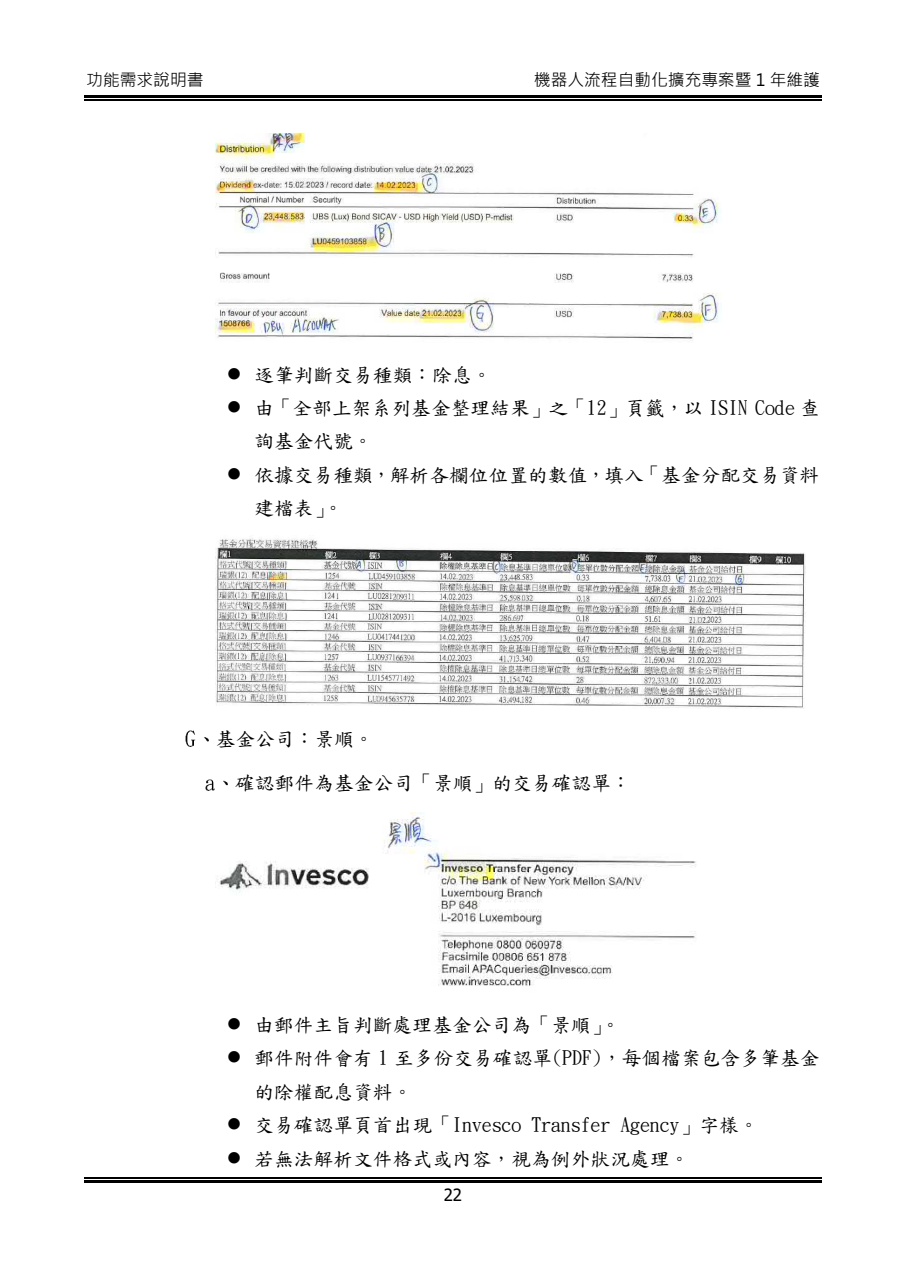 功能需求說明書 機器人流程自動化擴充專案暨 1 年維護
除息
Distribution
You will be credited with the following distribution value date 21.02.2023
Dividend ex-date: 15.02.2023 / record date: 14.02.2023 C
Nominal / Number Security Distribution
D 23,448.583 UBS (Lux) Bond SICAV - USD High Yield (USD) P-mdist USD 0.33 E
LU0459103858 B
Gross amount USD 7,738.03
In favour of your account Value date 21.02.2023 G USD 7,738.03 F
1508766 DBU Account
● 逐筆判斷交易種類：除息。
● 由「全部上架系列基金整理結果」之「12」頁籤，以 ISIN Code 查
詢基金代號。
● 依據交易種類，解析各欄位位置的數值，填入「基金分配交易資料
建檔表」。
基金分配交易資料建檔表
欄1 欄2 欄3 欄4 欄5 欄6 欄7 欄8 欄9 欄10
格式代號[交易種類] 基金代號 A ISIN B 除權除息基準日 C 除息基準日總單位數 D 每單位數分配金額 E 總除息金額 基金公司給付日
瑞銀(12) 配息[除息] 1254 LU0459103858 14.02.2023 23,448.583 0.33 7,738.03 F 21.02.2023 G
格式代號[交易種類] 基金代號 ISIN 除權除息基準日 除息基準日總單位數 每單位數分配金額 總除息金額 基金公司給付日
瑞銀(12) 配息[除息] 1241 LU0281209311 14.02.2023 25,598.032 0.18 4,607.65 21.02.2023
格式代號[交易種類] 基金代號 ISIN 除權除息基準日 除息基準日總單位數 每單位數分配金額 總除息金額 基金公司給付日
瑞銀(12) 配息[除息] 1241 LU0281209311 14.02.2023 286.697 0.18 51.61 21.02.2023
格式代號[交易種類] 基金代號 ISIN 除權除息基準日 除息基準日總單位數 每單位數分配金額 總除息金額 基金公司給付日
瑞銀(12) 配息[除息] 1246 LU0417441200 14.02.2023 13,625.709 0.47 6,404.08 21.02.2023
格式代號[交易種類] 基金代號 ISIN 除權除息基準日 除息基準日總單位數 每單位數分配金額 總除息金額 基金公司給付日
瑞銀(12) 配息[除息] 1257 LU0937166394 14.02.2023 41,713.340 0.52 21,690.94 21.02.2023
格式代號[交易種類] 基金代號 ISIN 除權除息基準日 除息基準日總單位數 每單位數分配金額 總除息金額 基金公司給付日
瑞銀(12) 配息[除息] 1263 LU1545771492 14.02.2023 31,154.742 28 872,333.00 21.02.2023
格式代號[交易種類] 基金代號 ISIN 除權除息基準日 除息基準日總單位數 每單位數分配金額 總除息金額 基金公司給付日
瑞銀(12) 配息[除息] 1258 LU0945635778 14.02.2023 43,494.182 0.46 20,007.32 21.02.2023
G、基金公司：景順。
a、確認郵件為基金公司「景順」的交易確認單：
景順
Invesco
Invesco Transfer Agency
c/o The Bank of New York Mellon SA/NV
Luxembourg Branch
BP 648
L-2016 Luxembourg
Telephone 0800 060978
Facsimile 00806 651 878
Email APACqueries@Invesco.com
www.invesco.com
● 由郵件主旨判斷處理基金公司為「景順」。
● 郵件附件會有 1 至多份交易確認單(PDF)，每個檔案包含多筆基金
的除權配息資料。
● 交易確認單頁首出現「Invesco Transfer Agency」字樣。
● 若無法解析文件格式或內容，視為例外狀況處理。
22